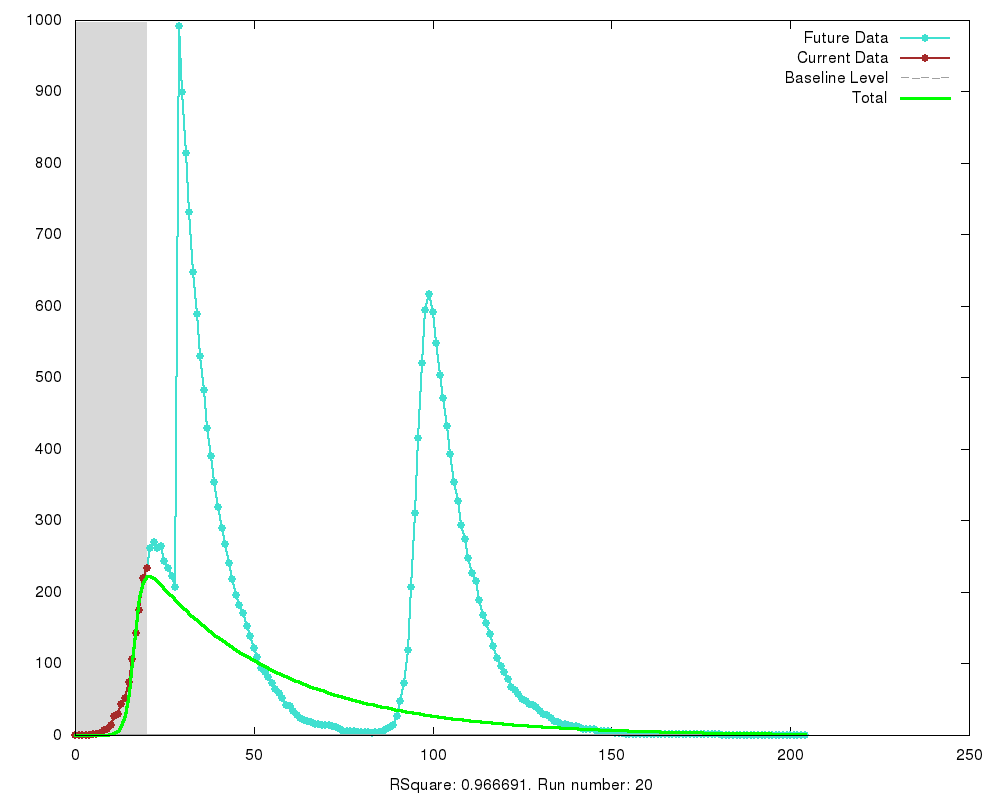 1000
900
800
700
600
500
400
300
200
100
0
Future Data
Current Data
Baseline Level
Total
0 50 100 150 200 250
RSquare: 0.966691. Run number: 20